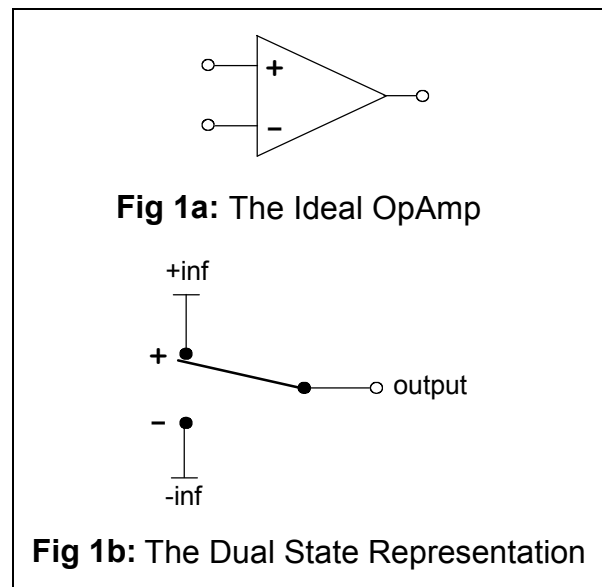 +
-
Fig 1a: The Ideal OpAmp
+inf
+
output
-
-inf
Fig 1b: The Dual State Representation